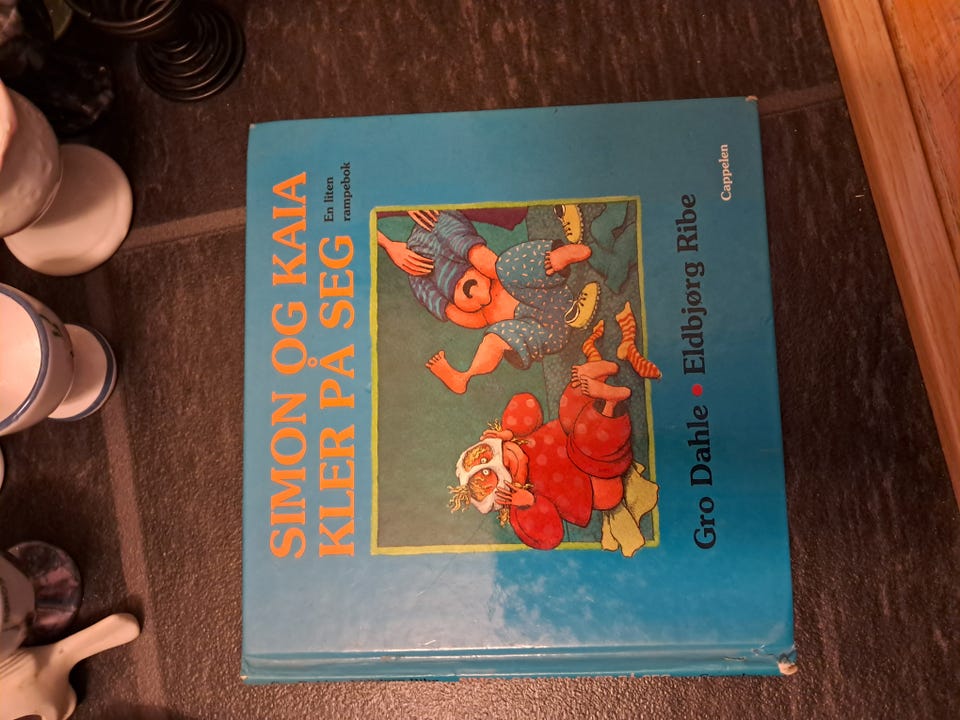 SIMON OG KAIA
KLER PÅ SEG
En liten
rampebok
Gro Dahle • Eldbjørg Ribe
Cappelen